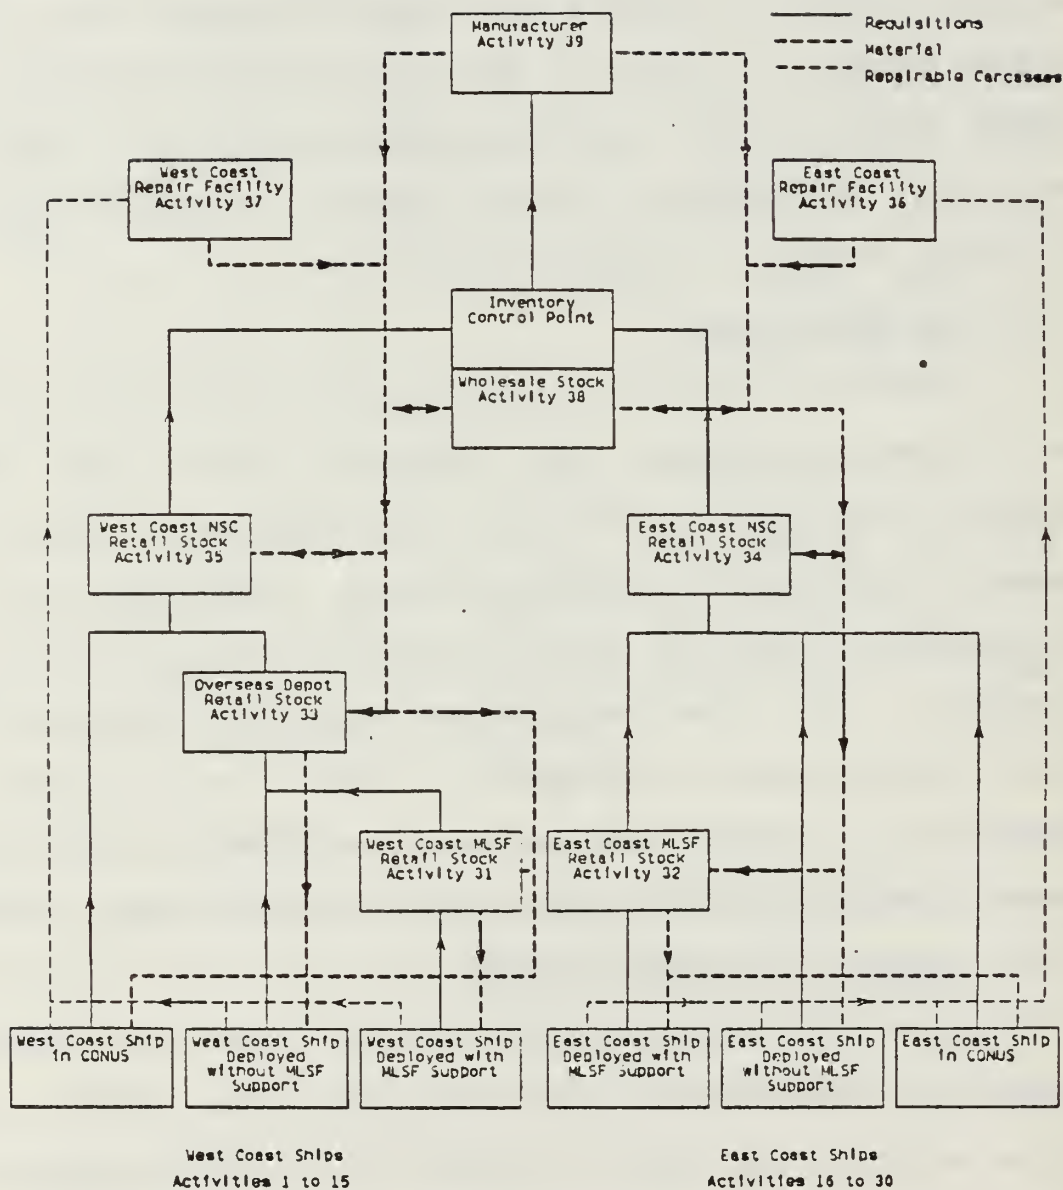 Manufacturer
Activity 39
Requisitions
Material
Repairable Carcasses
West Coast
Repair Facility
Activity 37
East Coast
Repair Facility
Activity 36
Inventory
Control Point
Wholesale Stock
Activity 38
West Coast NSC
Retail Stock
Activity 35
East Coast NSC
Retail Stock
Activity 34
Overseas Depot
Retail Stock
Activity 33
West Coast MLSF
Retail Stock
Activity 31
East Coast MLSF
Retail Stock
Activity 32
West Coast Ship
in CONUS
West Coast Ship
Deployed
without MLSF
Support
West Coast Ship
Deployed with
MLSF Support
East Coast Ship
Deployed with
MLSF Support
East Coast Ship
Deployed
without MLSF
Support
East Coast Ship
in CONUS
West Coast Ships
Activities 1 to 15
East Coast Ships
Activities 16 to 30